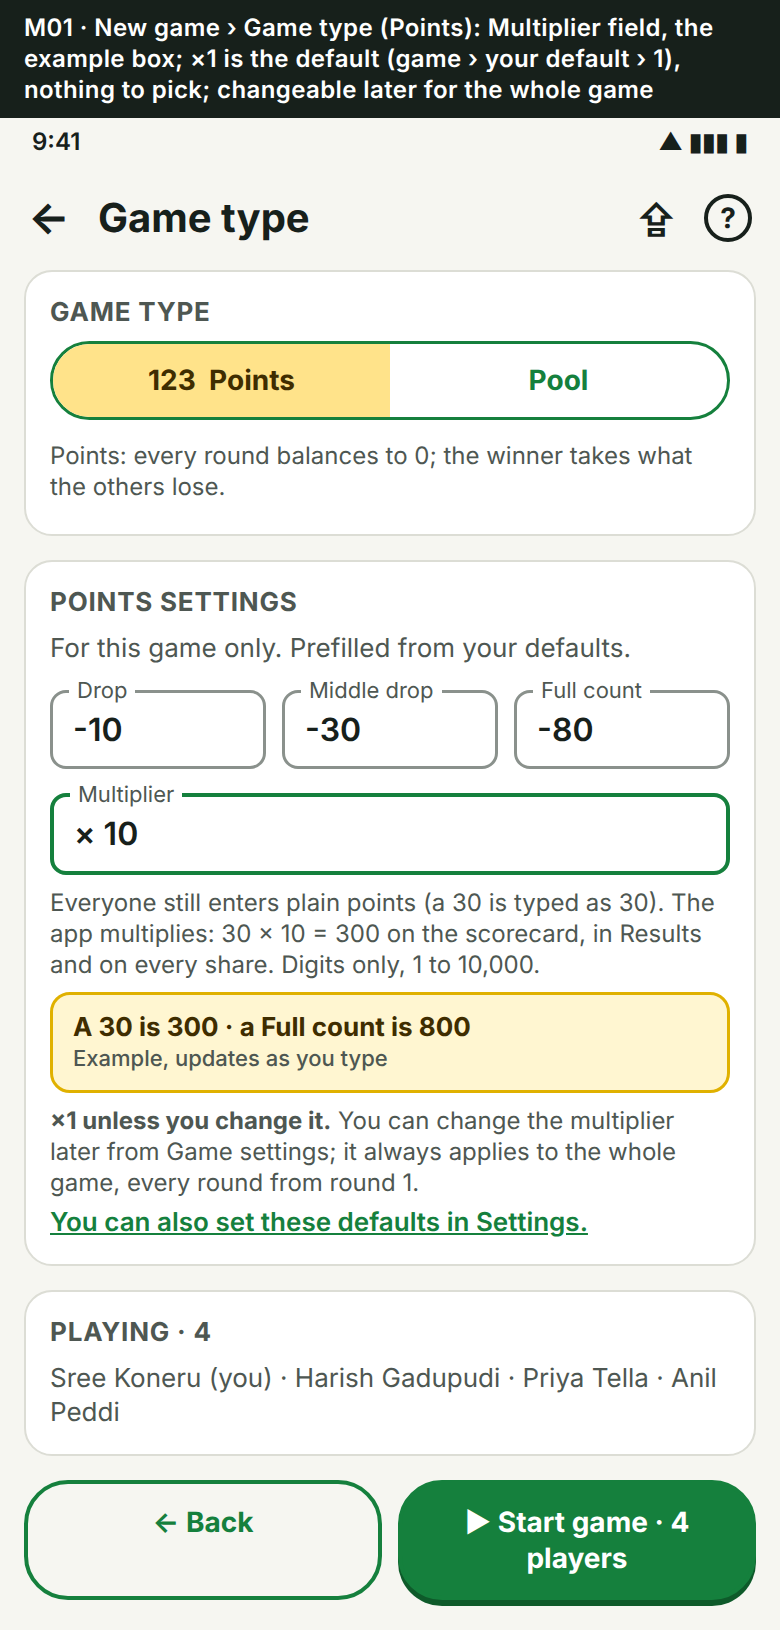 M01 · New game › Game type (Points): Multiplier field, the
example box; ×1 is the default (game › your default › 1),
nothing to pick; changeable later for the whole game
9:41
Game type
?
GAME TYPE
123 Points
Pool
Points: every round balances to 0; the winner takes what
the others lose.
POINTS SETTINGS
For this game only. Prefilled from your defaults.
Drop
Middle drop
Full count
-10
-30
-80
Multiplier
× 10
Everyone still enters plain points (a 30 is typed as 30). The
app multiplies: 30 × 10 = 300 on the scorecard, in Results
and on every share. Digits only, 1 to 10,000.
A 30 is 300 · a Full count is 800
Example, updates as you type
×1 unless you change it. You can change the multiplier
later from Game settings; it always applies to the whole
game, every round from round 1.
You can also set these defaults in Settings.
PLAYING · 4
Sree Koneru (you) · Harish Gadupudi · Priya Tella · Anil
Peddi
← Back
▶ Start game · 4
players